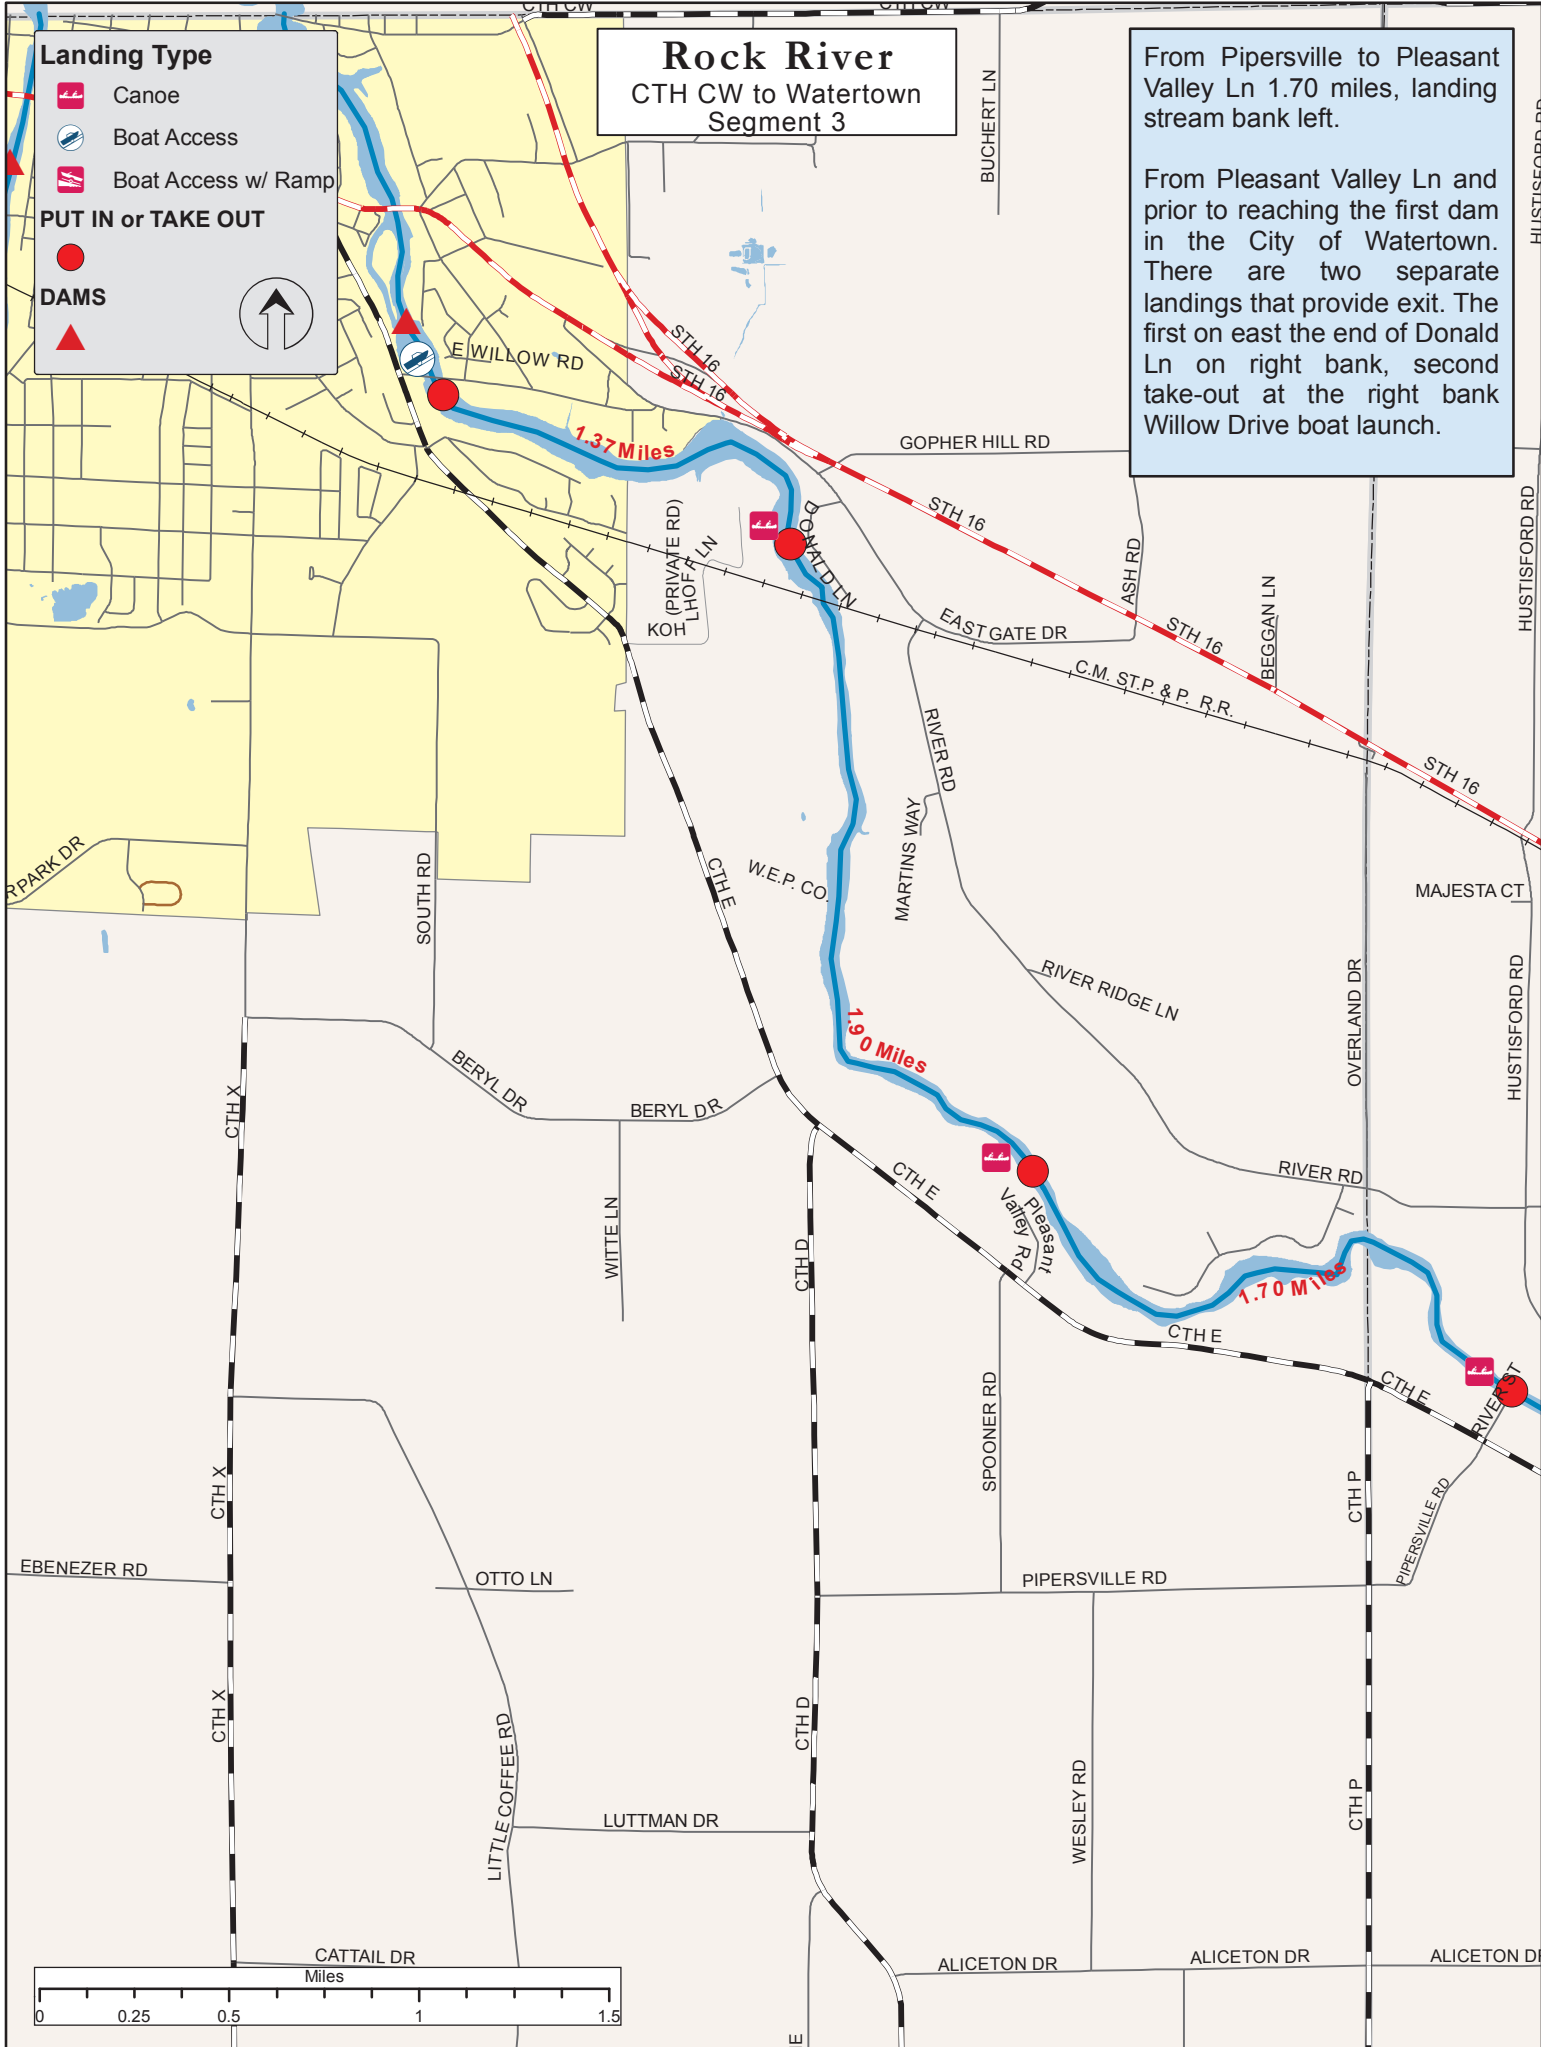 CTH CW
CTH CW
Landing Type
Canoe
Boat Access
Boat Access w/ Ramp
PUT IN or TAKE OUT
DAMS
Rock River
CTH CW to Watertown
Segment 3
From Pipersville to Pleasant
Valley Ln 1.70 miles, landing
stream bank left.
From Pleasant Valley Ln and
prior to reaching the first dam
in the City of Watertown.
There are two separate
landings that provide exit. The
first on east the end of Donald
Ln on right bank, second
take-out at the right bank
Willow Drive boat launch.
BUCHERT LN
HUSTISFORD RD
E WILLOW RD
STH 16
STH 16
1.37 Miles
GOPHER HILL RD
STH 16
DONALD LN
(PRIVATE RD)
KOH
LHOFF LN
ASH RD
EAST GATE DR
STH 16
BEGGAN LN
HUSTISFORD RD
C.M. ST.P. & P. R.R.
RIVER RD
STH 16
MARTINS WAY
W.E.P. CO.
CTH E
RPARK DR
SOUTH RD
MAJESTA CT
RIVER RIDGE LN
OVERLAND DR
HUSTISFORD RD
1.90 Miles
CTH X
BERYL DR
BERYL DR
WITTE LN
CTH D
CTH E
Pleasant
Valley Rd
RIVER RD
1.70 Miles
CTH E
CTH E
RIVER ST
SPOONER RD
CTH X
CTH P
PIPERSVILLE RD
EBENEZER RD
OTTO LN
PIPERSVILLE RD
CTH X
CTH D
LITTLE COFFEE RD
LUTTMAN DR
WESLEY RD
CTH P
CATTAIL DR
ALICETON DR
ALICETON DR
ALICETON DR
Miles
0 0.25 0.5 1 1.5